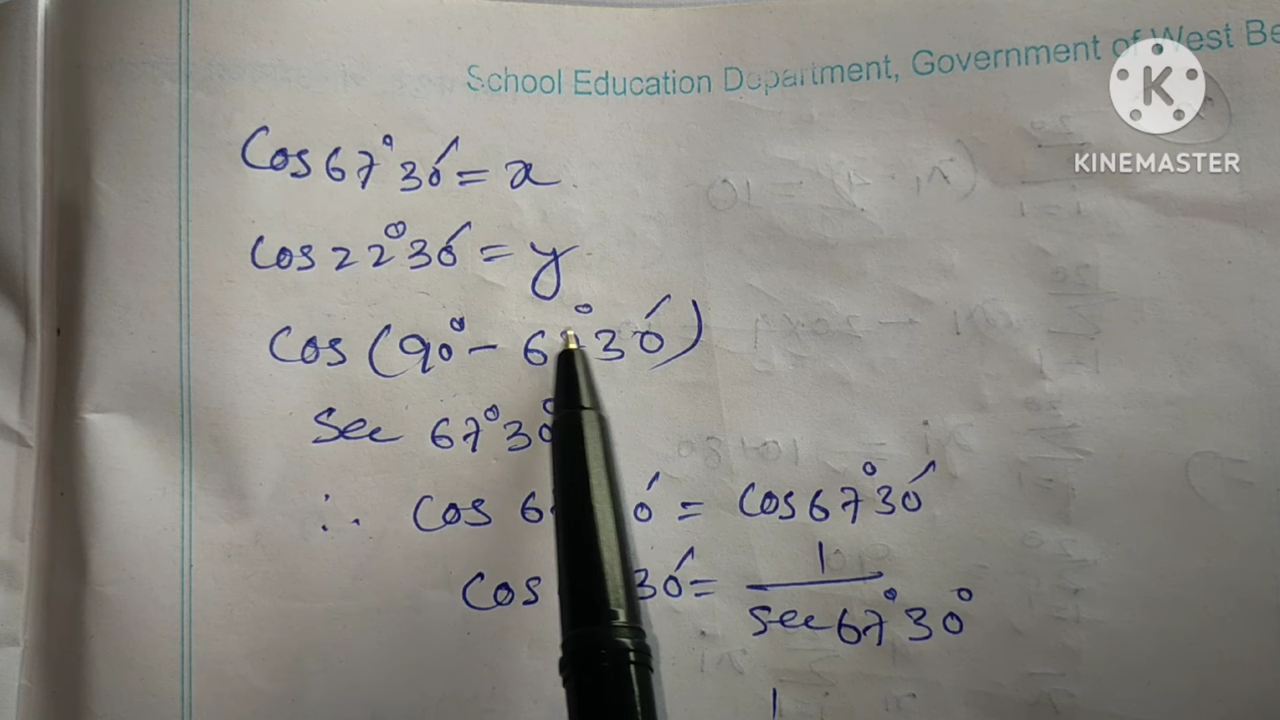 School Education Department, Government of West Be
KINEMASTER
Cos 67°30′ = x
Cos 22°30′ = y
Cos (90° - 67°30′)
Sec 67°30°
∴ Cos 6 0′ = Cos 67°30′
Cos 30′ = 1/sec 67°30°